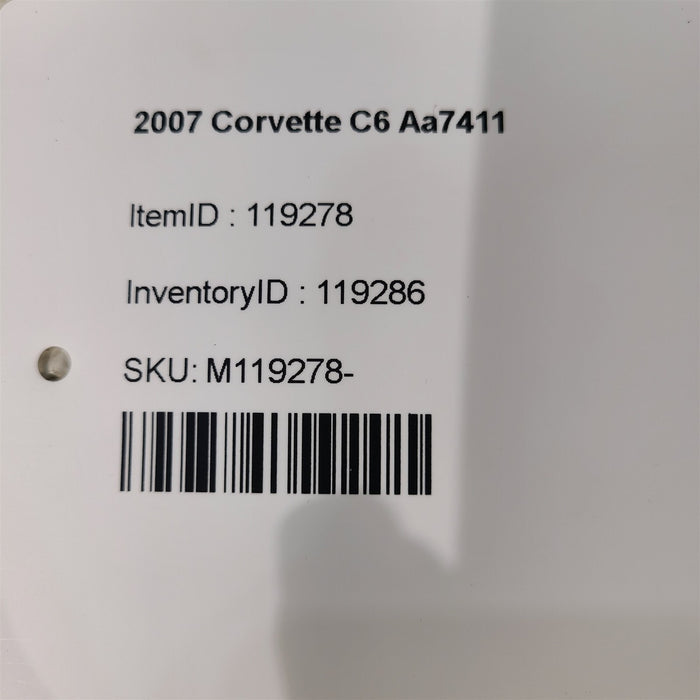 2007 Corvette C6 Aa7411
ItemID : 119278
InventoryID : 119286
SKU: M119278-